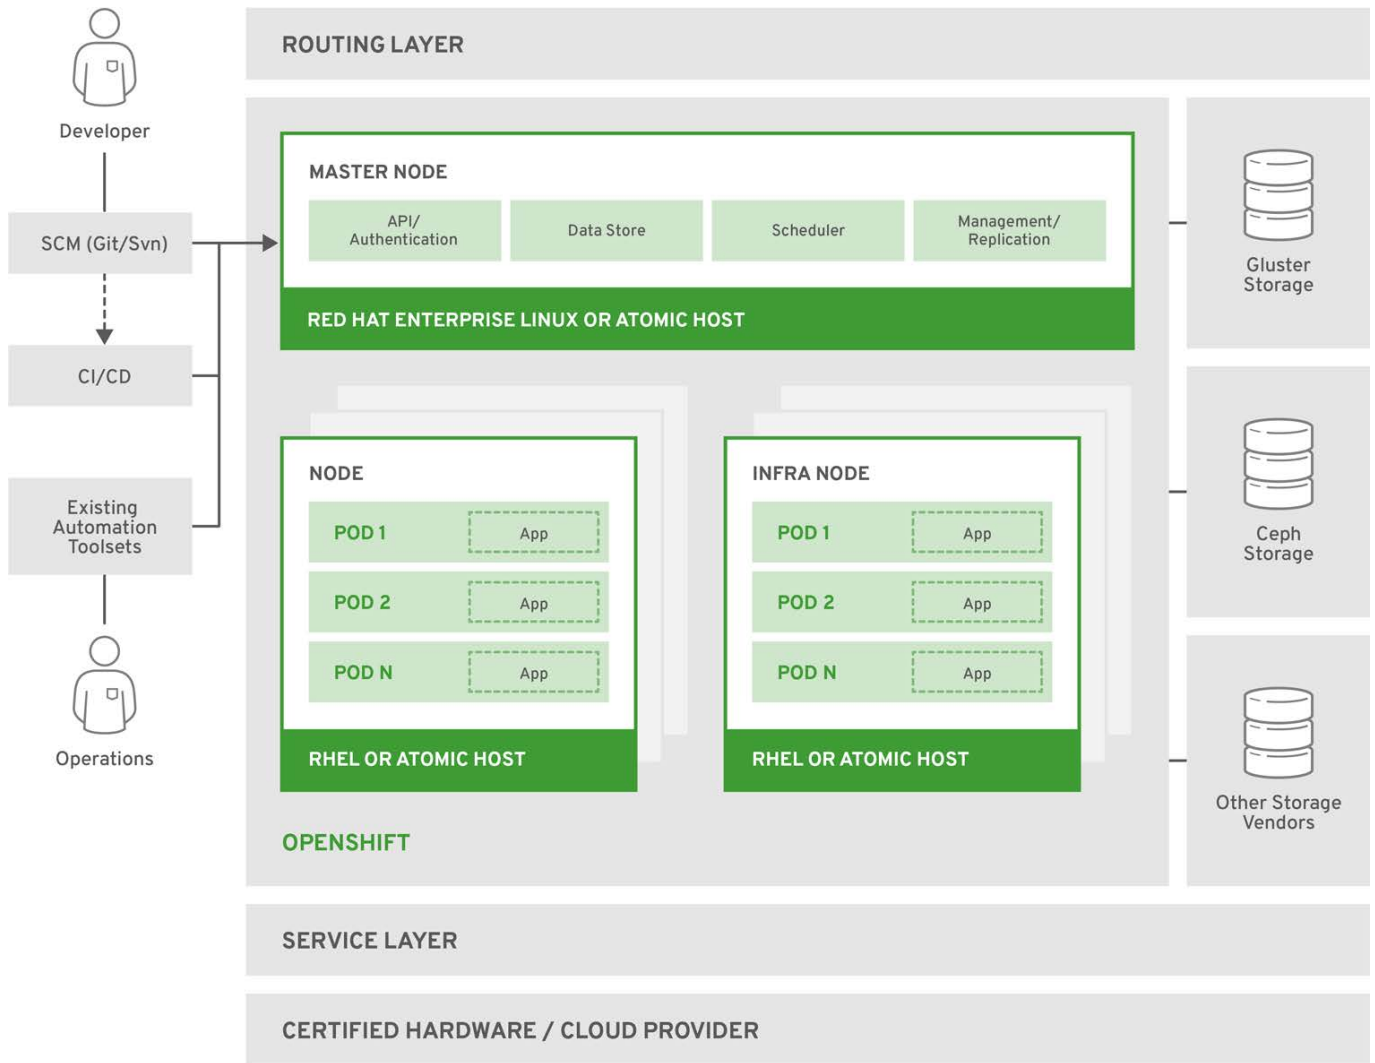 Developer
SCM (Git/Svn)
CI/CD
Existing
Automation
Toolsets
Operations
ROUTING LAYER
MASTER NODE
API/
Authentication
Data Store
Scheduler
Management/
Replication
RED HAT ENTERPRISE LINUX OR ATOMIC HOST
NODE
POD 1
App
POD 2
App
POD N
App
RHEL OR ATOMIC HOST
INFRA NODE
POD 1
App
POD 2
App
POD N
App
RHEL OR ATOMIC HOST
OPENSHIFT
Gluster
Storage
Ceph
Storage
Other Storage
Vendors
SERVICE LAYER
CERTIFIED HARDWARE / CLOUD PROVIDER